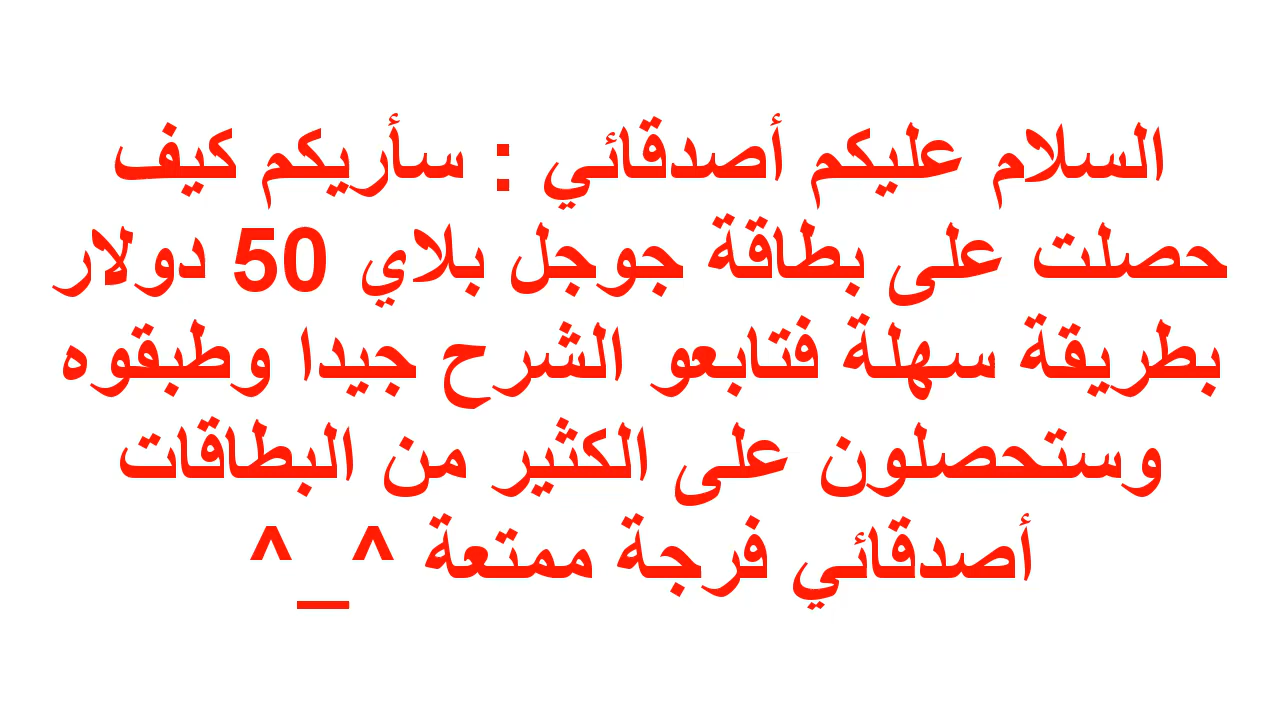 السلام عليكم أصدقائي : سأريكم كيف
حصلت على بطاقة جوجل بلاي 50 دولار
بطريقة سهلة فتابعو الشرح جيدا وطبقوه
وستحصلون على الكثير من البطاقات
أصدقائي فرجة ممتعة ^_^